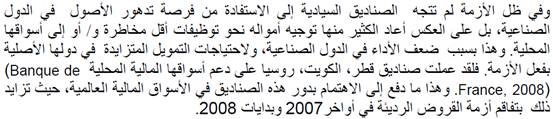 وفي ظل الأزمة لم تتجه الصناديق السيادية إلى الاستفادة من فرصة تدهور الأصول في الدول
الصناعية، بل على العكس أعاد الكثير منها توجيه أمواله نحو توظيفات أقل مخاطرة و/ أو إلى أسواقها
المحلية. وهذا بسبب ضعف الأداء في الدول الصناعية، ولاحتياجات التمويل المتزايدة في دولها الأصلية
بفعل الأزمة. فلقد عملت صناديق قطر، الكويت، روسيا على دعم أسواقها المالية المحلية (Banque de
France, 2008). وهذا ما دفع إلى الاهتمام بدور هذه الصناديق في الأسواق المالية العالمية، حيث تزايد
ذلك بتفاقم أزمة القروض الرديئة في أواخر2007 وبدايات 2008.